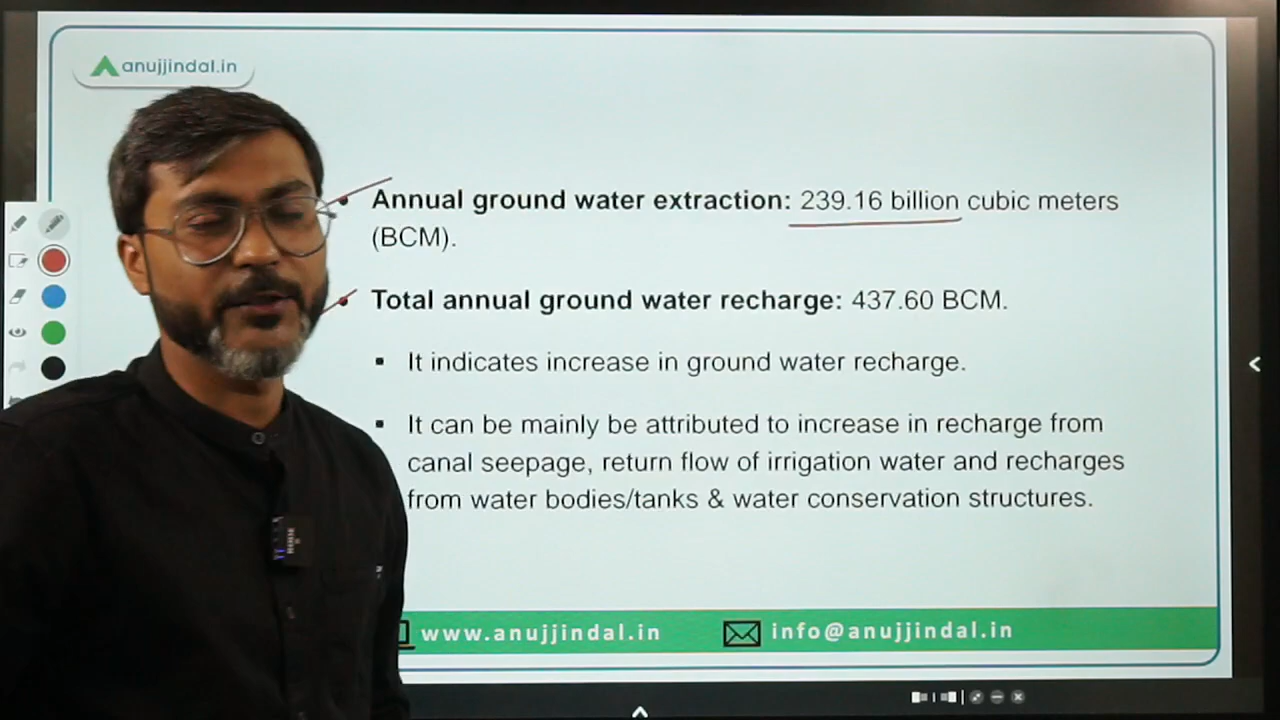 anujjindal.in
Annual ground water extraction: 239.16 billion cubic meters
(BCM).
Total annual ground water recharge: 437.60 BCM.
It indicates increase in ground water recharge.
It can be mainly be attributed to increase in recharge from
canal seepage, return flow of irrigation water and recharges
from water bodies/tanks & water conservation structures.
www.anujjindal.in
info@anujjindal.in